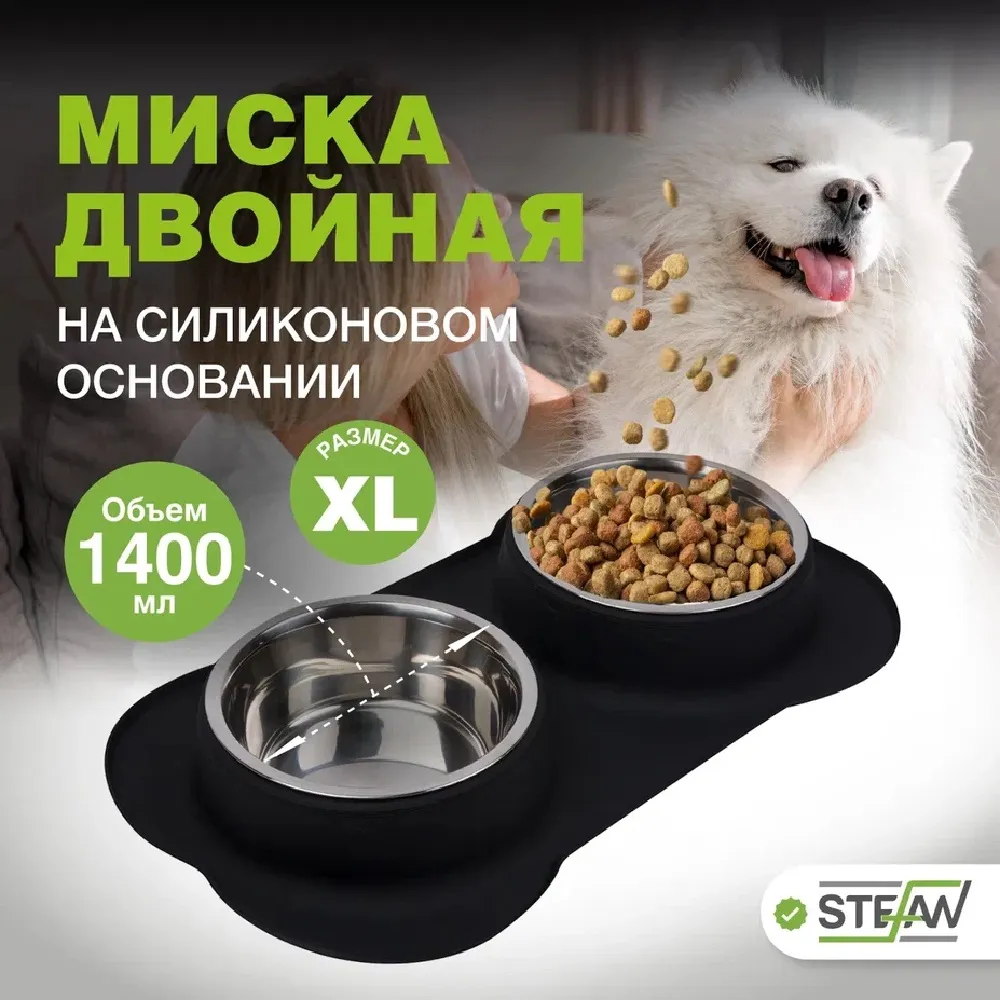 МИСКА
ДВОЙНАЯ
НА СИЛИКОНОВОМ
ОСНОВАНИИ
РАЗМЕР
XL
Объем
1400
мл
STEFAN